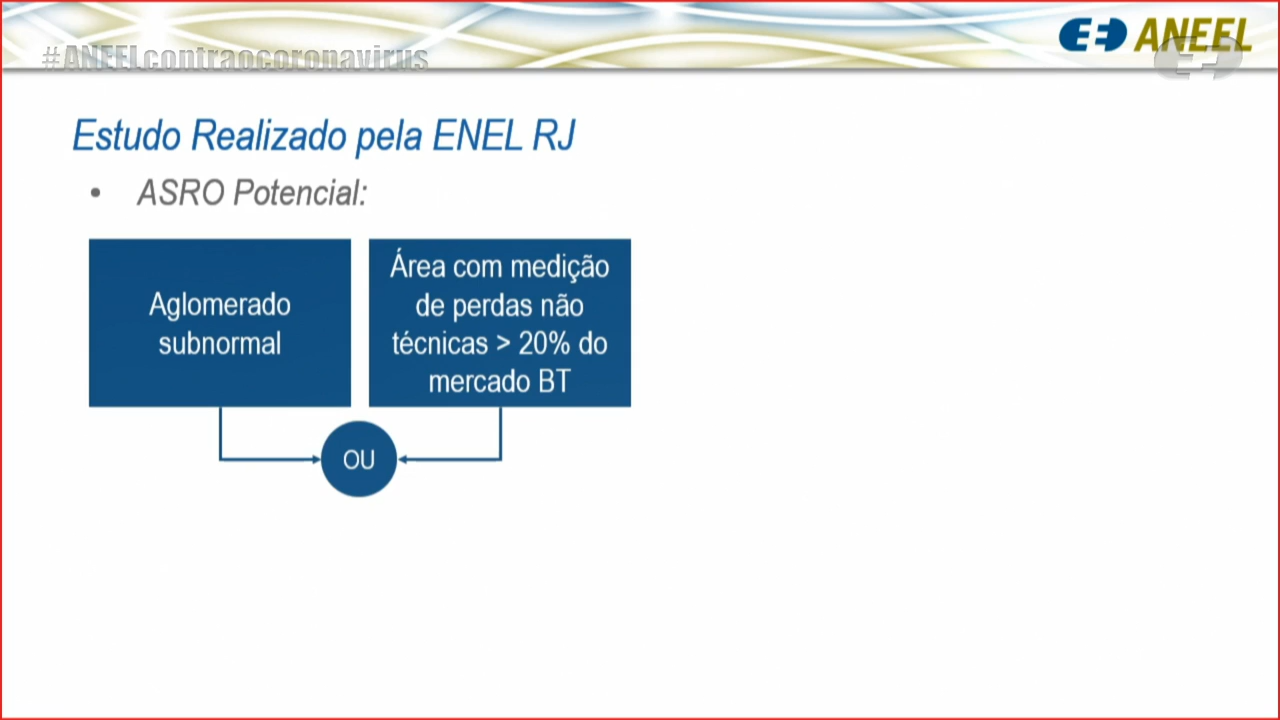 #ANEELcontraocoronavirus
ANEEL
Estudo Realizado pela ENEL RJ
• ASRO Potencial:
Aglomerado
subnormal
Área com medição
de perdas não
técnicas > 20% do
mercado BT
OU